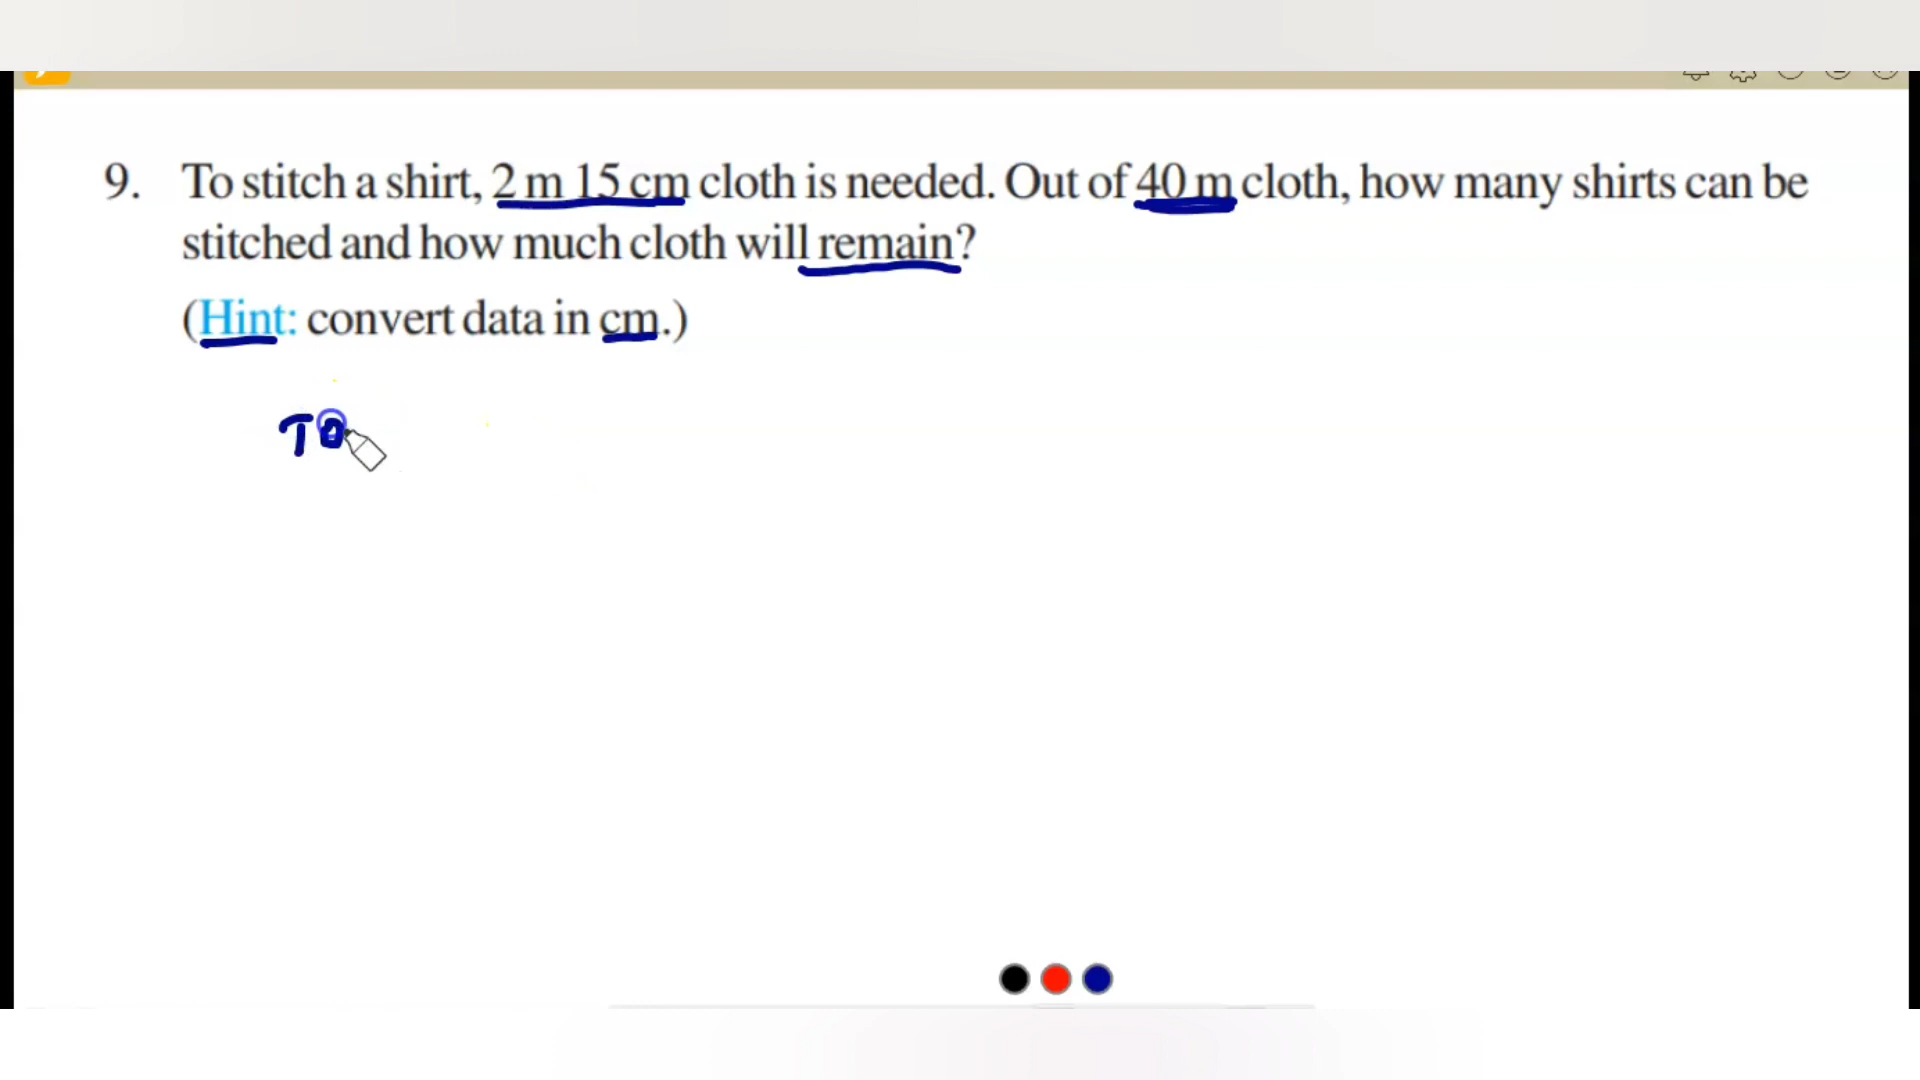 9. To stitch a shirt, 2 m 15 cm cloth is needed. Out of 40 m cloth, how many shirts can be
stitched and how much cloth will remain?
(Hint: convert data in cm.)
To